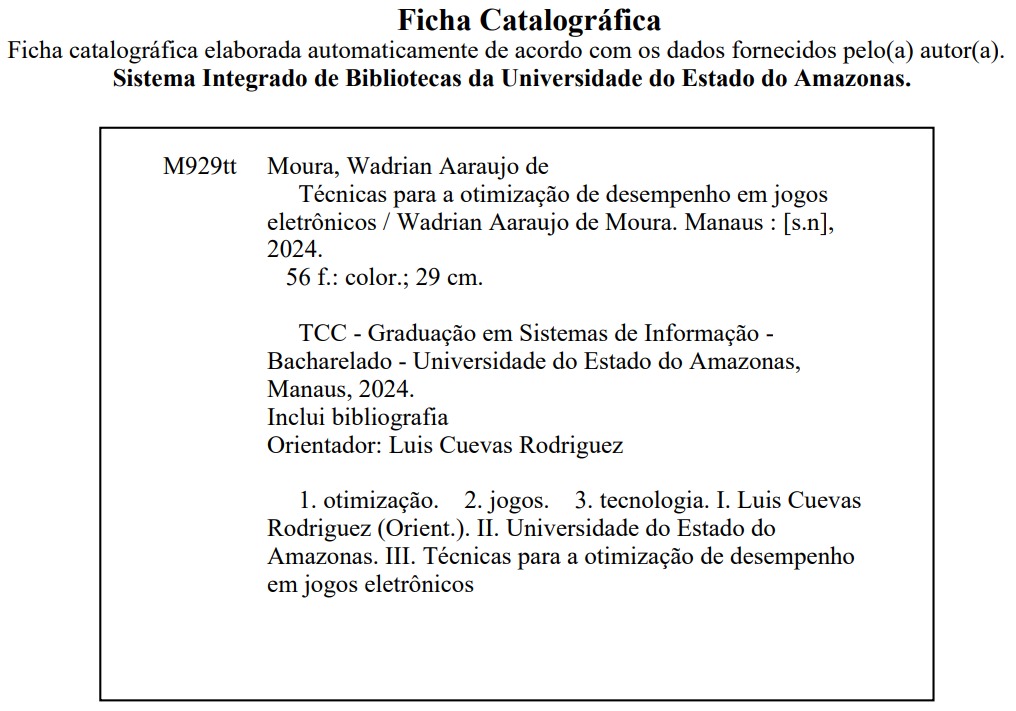 Ficha Catalográfica
Ficha catalográfica elaborada automaticamente de acordo com os dados fornecidos pelo(a) autor(a).
Sistema Integrado de Bibliotecas da Universidade do Estado do Amazonas.
M929tt Moura, Wadrian Aaraujo de
Técnicas para a otimização de desempenho em jogos
eletrônicos / Wadrian Aaraujo de Moura. Manaus : [s.n],
2024.
56 f.: color.; 29 cm.
TCC - Graduação em Sistemas de Informação -
Bacharelado - Universidade do Estado do Amazonas,
Manaus, 2024.
Inclui bibliografia
Orientador: Luis Cuevas Rodriguez
1. otimização. 2. jogos. 3. tecnologia. I. Luis Cuevas
Rodriguez (Orient.). II. Universidade do Estado do
Amazonas. III. Técnicas para a otimização de desempenho
em jogos eletrônicos